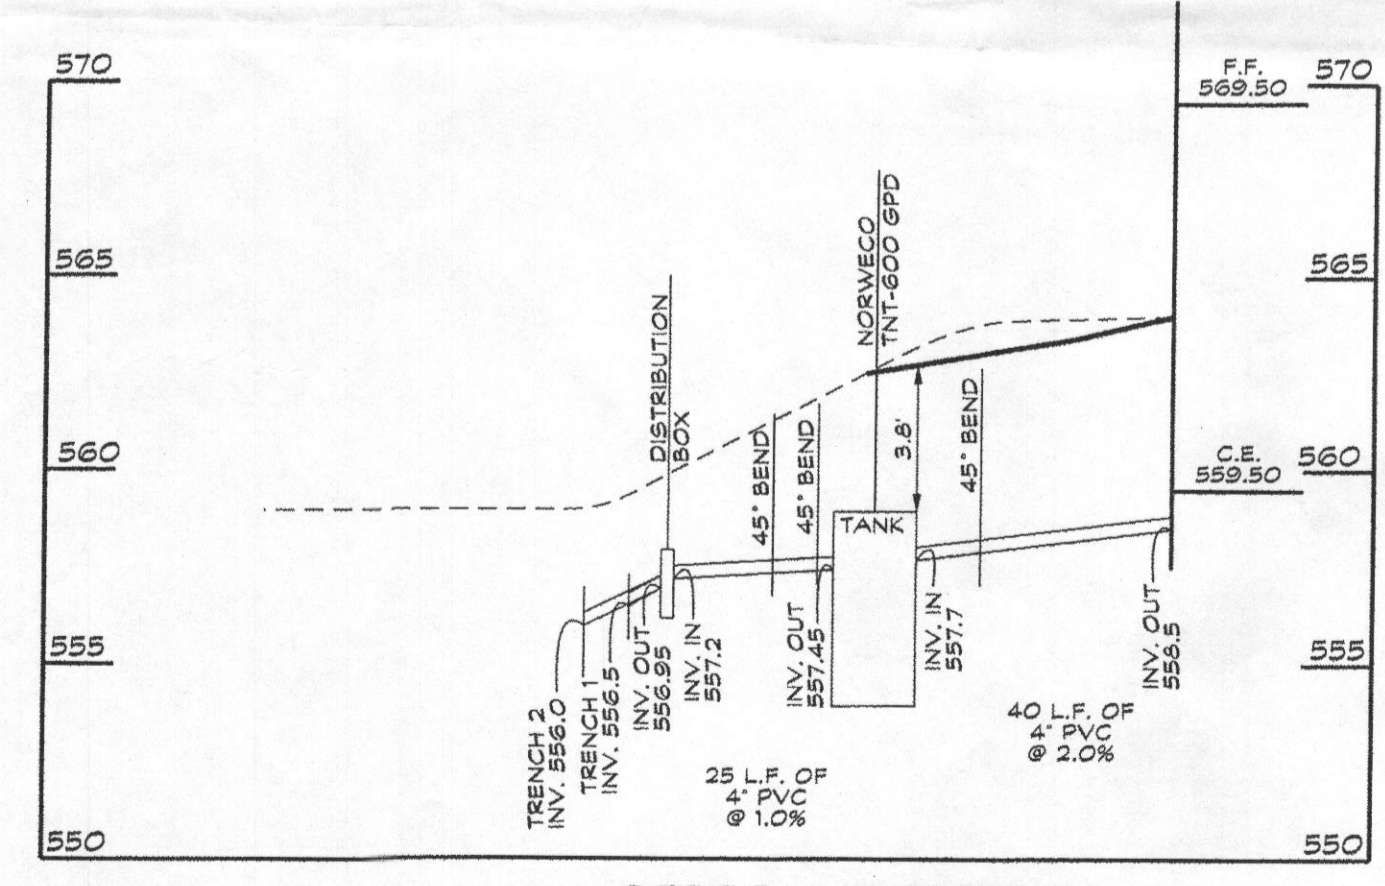 570
F.F.
569.50
570
565
565
NORWECO
TNT-600 GPD
DISTRIBUTION
BOX
45° BEND
45° BEND
3.8'
45° BEND
560
C.E.
559.50
560
TANK
TRENCH 2
INV. 556.0
TRENCH 1
INV. 556.5
INV. OUT
556.95
INV. IN
557.2
INV. OUT
557.45
INV. IN
557.7
INV. OUT
558.5
555
555
25 L.F. OF
4" PVC
@ 1.0%
40 L.F. OF
4" PVC
@ 2.0%
550
550